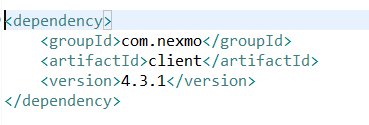 <dependency>
    <groupId>com.nexmo</groupId>
    <artifactId>client</artifactId>
    <version>4.3.1</version>
</dependency>